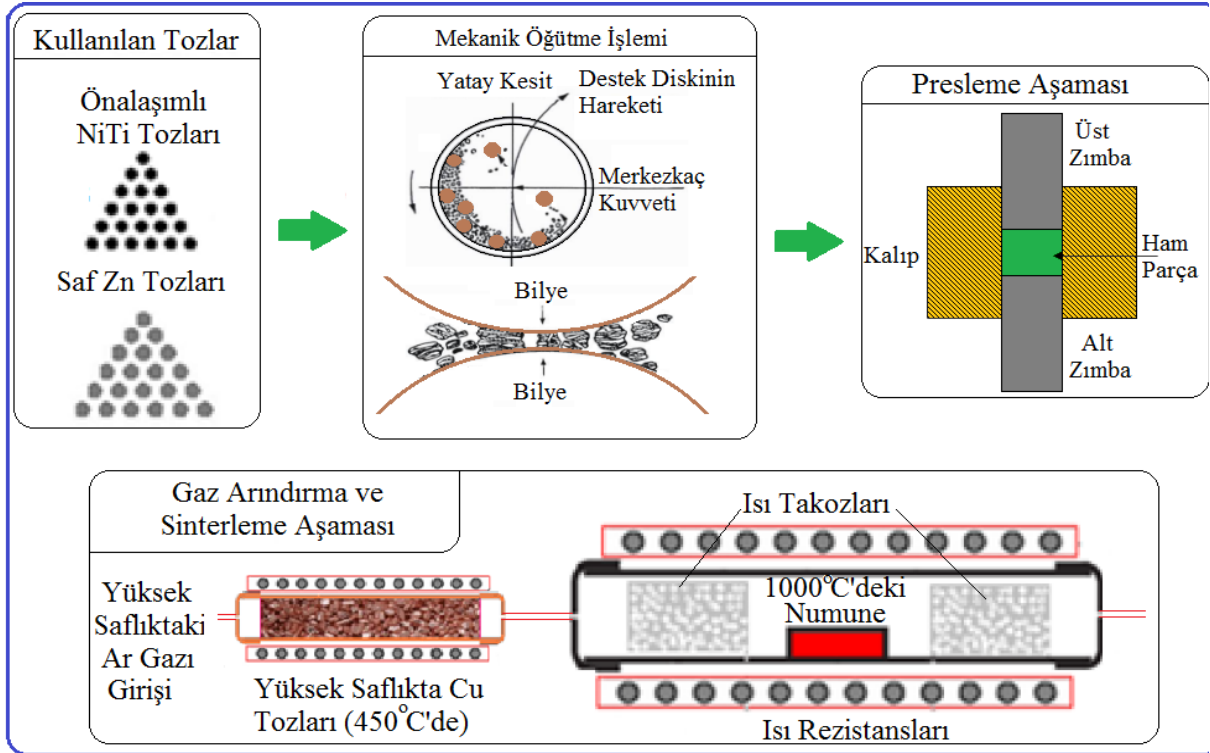 Kullanılan Tozlar
Önalaşımlı
NiTi Tozları
Saf Zn Tozları
Mekanik Öğütme İşlemi
Yatay Kesit
Destek Diskinin
Hareketi
Merkezkaç
Kuvveti
Bilye
Bilye
Presleme Aşaması
Üst
Zımba
Kalıp
Ham
Parça
Alt
Zımba
Gaz Arındırma ve
Sinterleme Aşaması
Yüksek
Saflıktaki
Ar Gazı
Girişi
Yüksek Saflıkta Cu
Tozları (450°C'de)
Isı Takozları
1000°C'deki
Numune
Isı Rezistansları